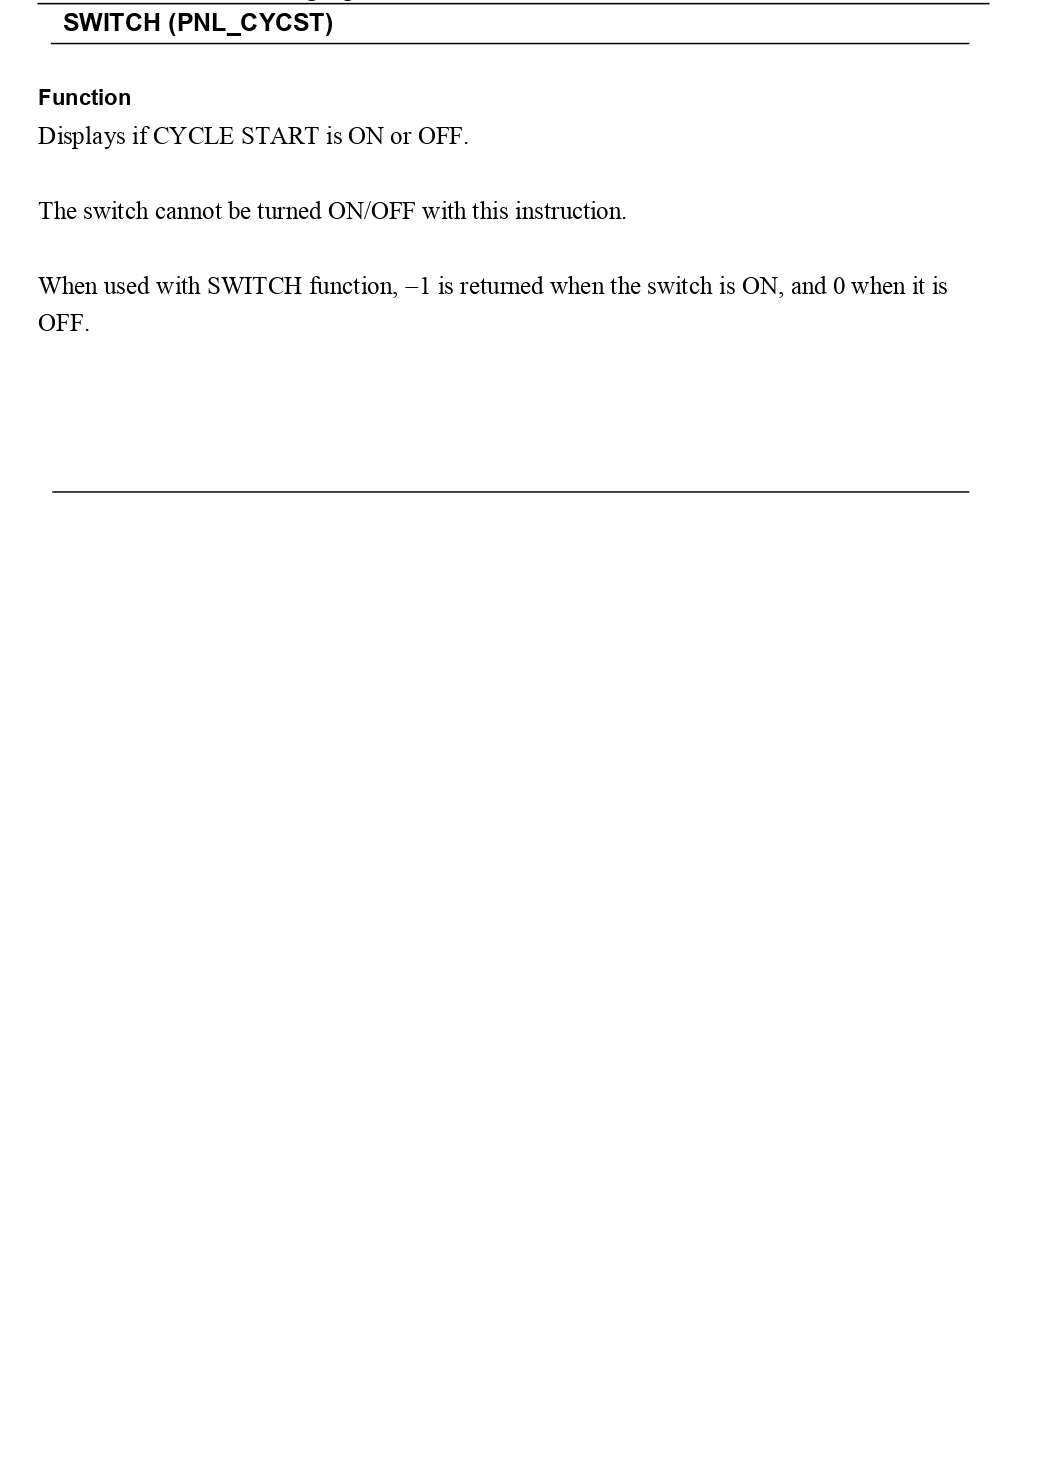 SWITCH (PNL_CYCST)
Function
Displays if CYCLE START is ON or OFF.
The switch cannot be turned ON/OFF with this instruction.
When used with SWITCH function, –1 is returned when the switch is ON, and 0 when it is
OFF.